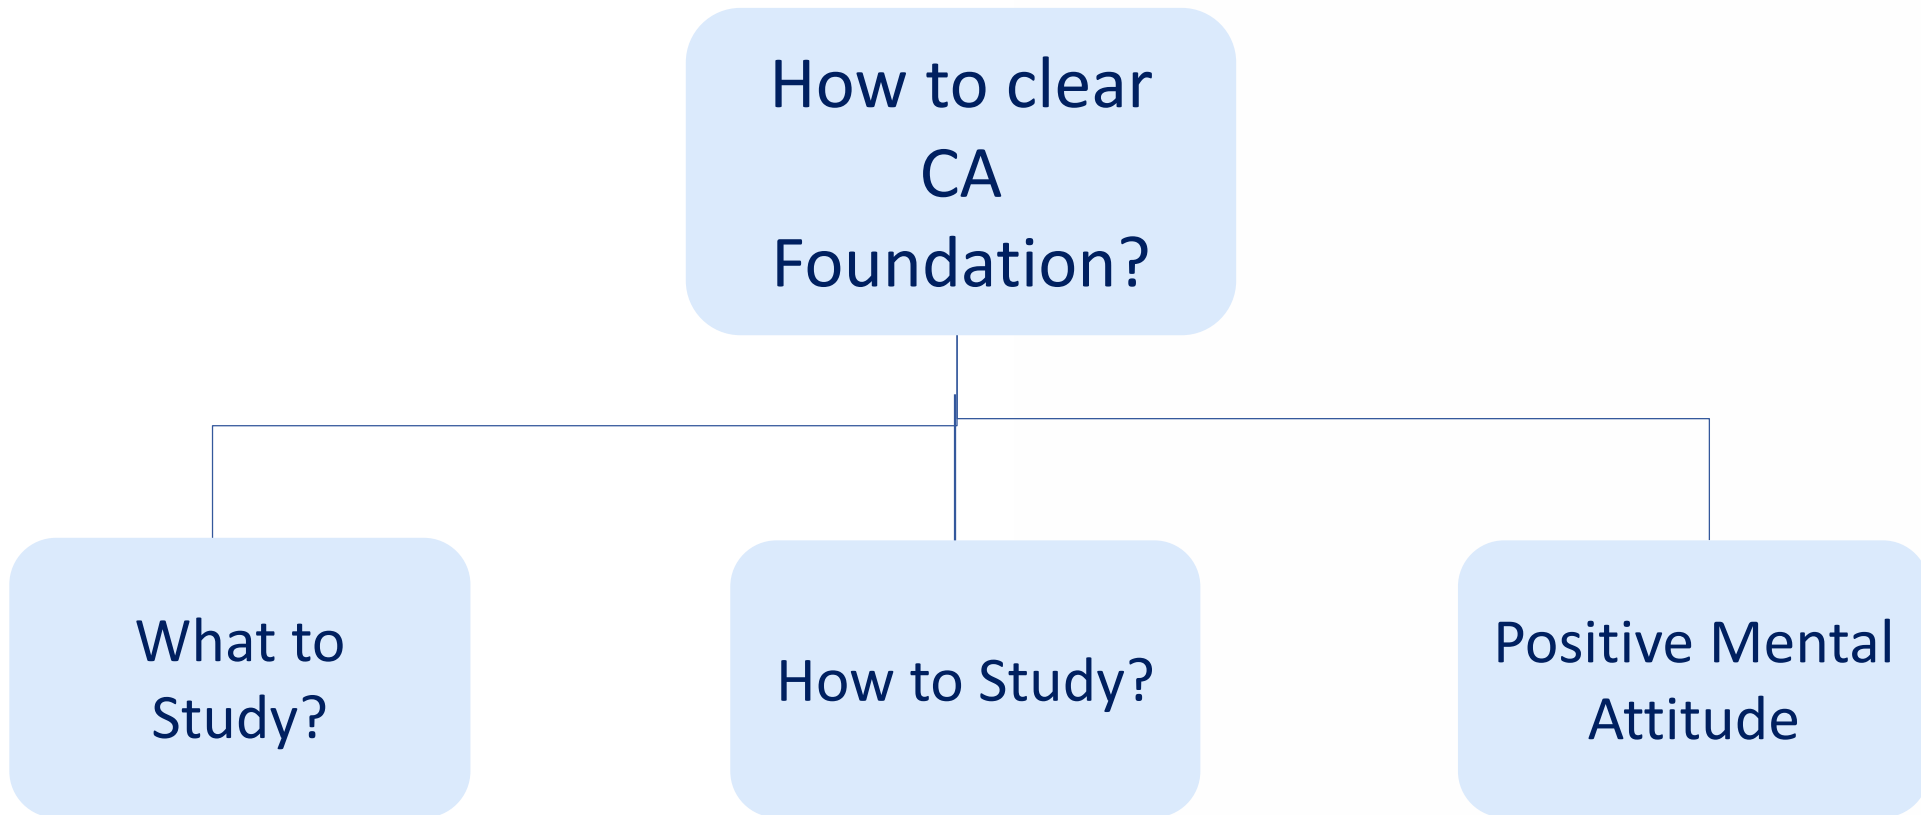 How to clear
CA
Foundation?
What to
Study?
How to Study?
Positive Mental
Attitude